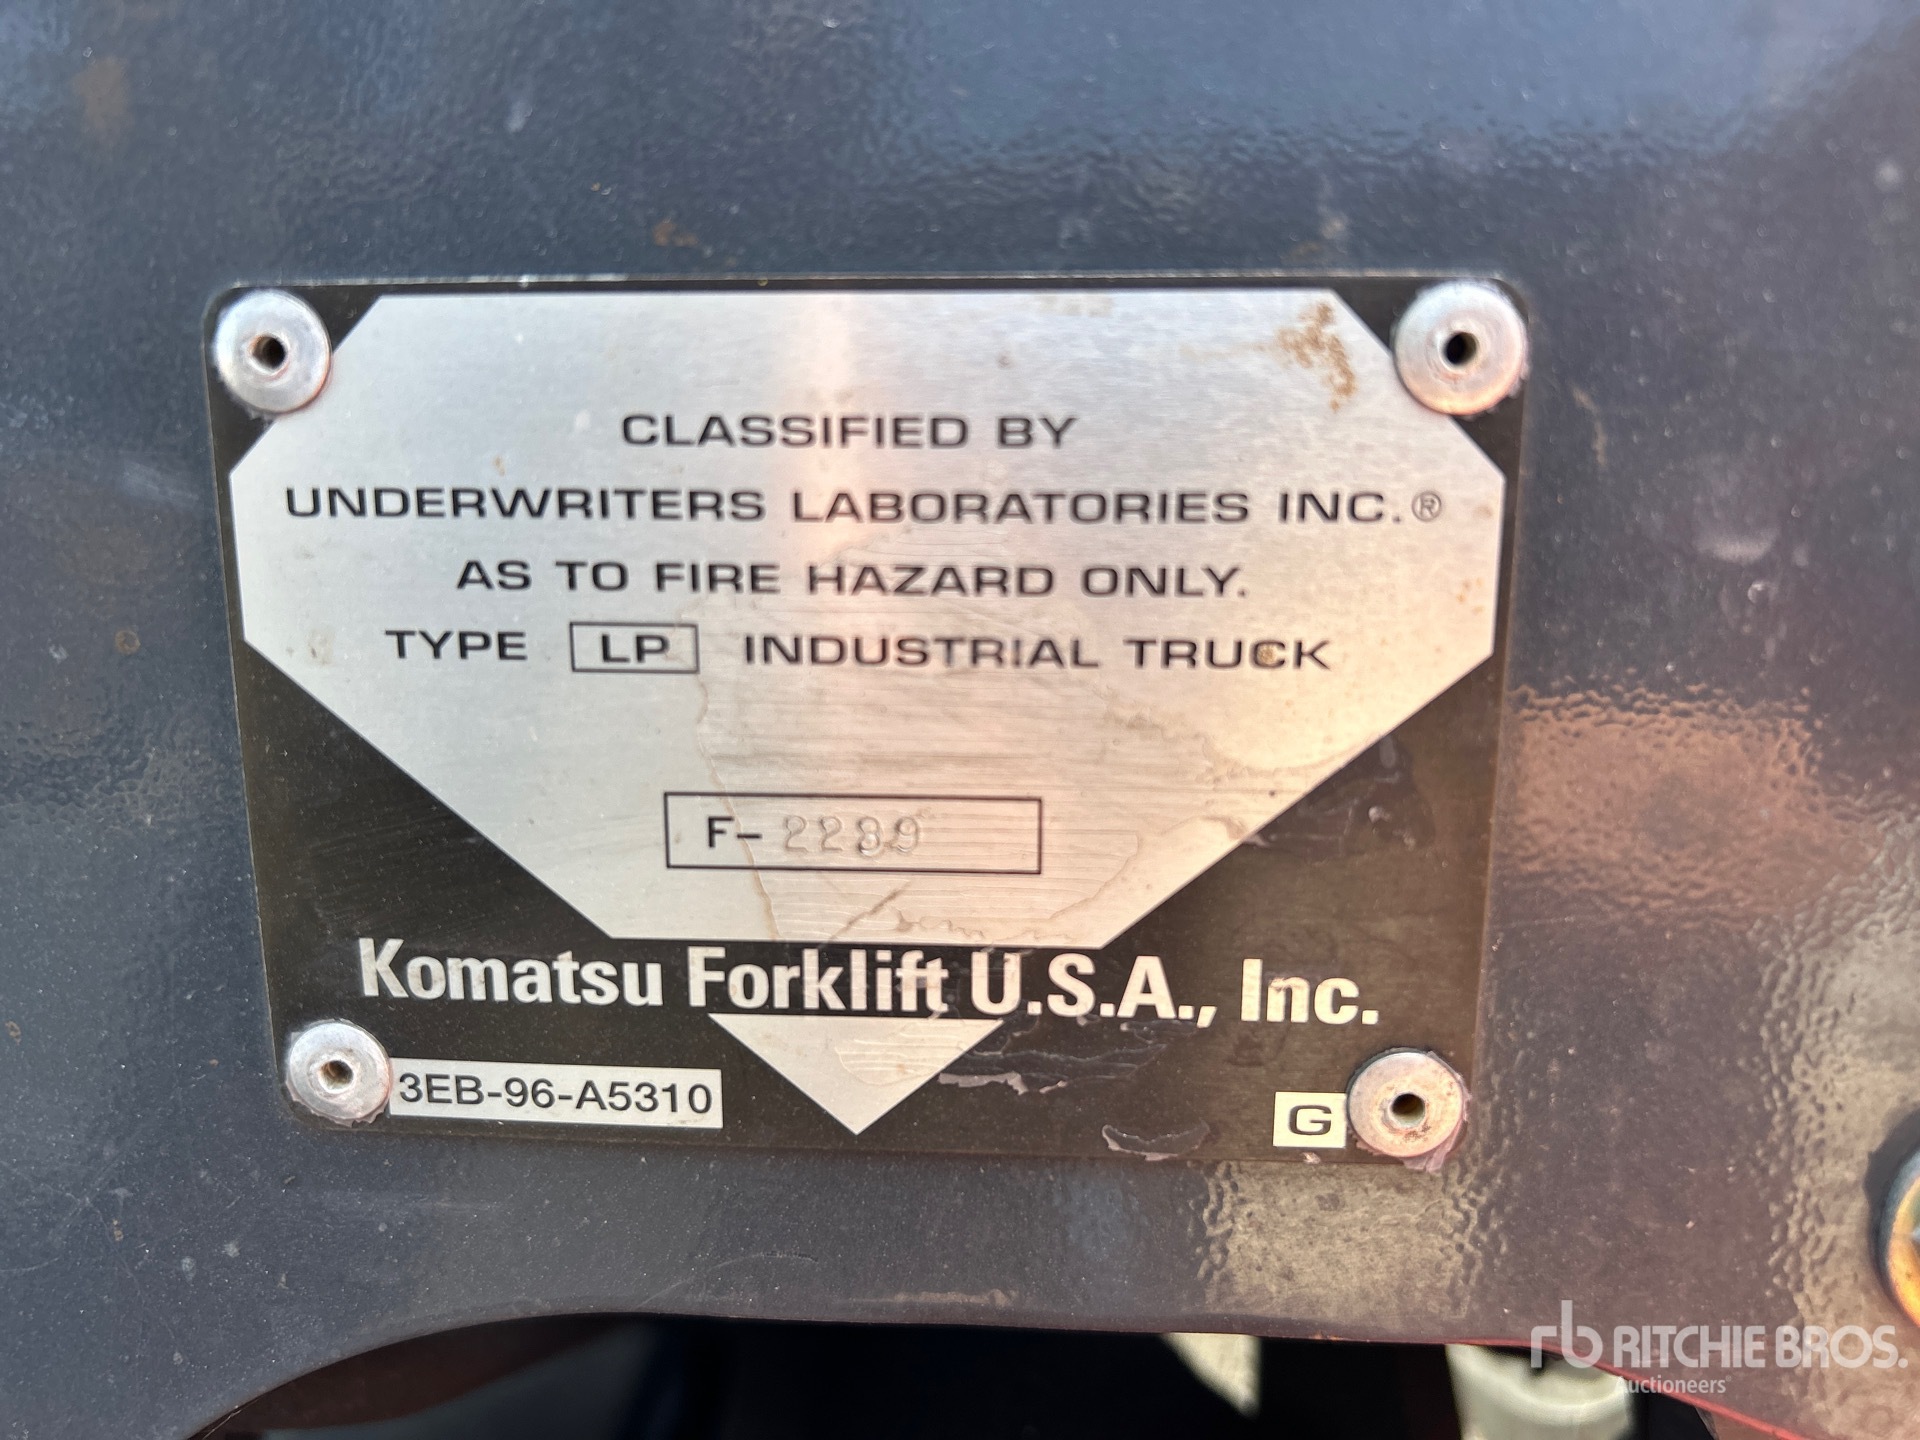 CLASSIFIED BY
UNDERWRITERS LABORATORIES INC.®
AS TO FIRE HAZARD ONLY.
TYPE LP INDUSTRIAL TRUCK
F- 2289
Komatsu Forklift U.S.A., Inc.
3EB-96-A5310
G
rb RITCHIE BROS.
Auctioneers